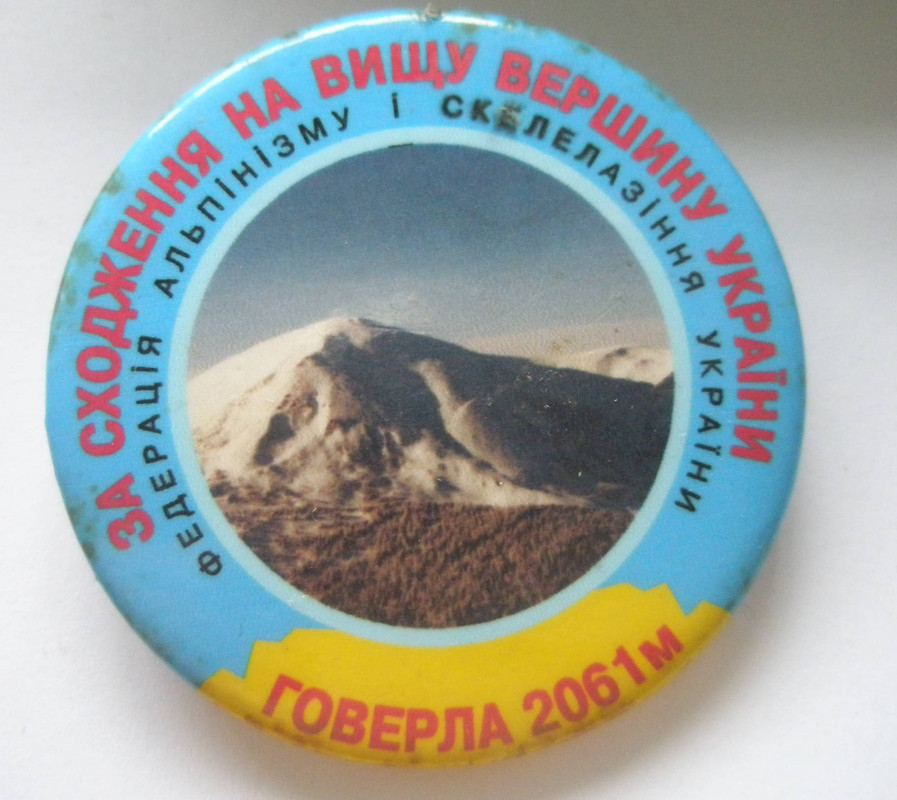 ЗА СХОДЖЕННЯ НА ВИЩУ ВЕРШИНУ УКРАЇНИ
ФЕДЕРАЦІЯ АЛЬПІНІЗМУ І СКЕЛЕЛАЗІННЯ УКРАЇНИ
ГОВЕРЛА 2061м